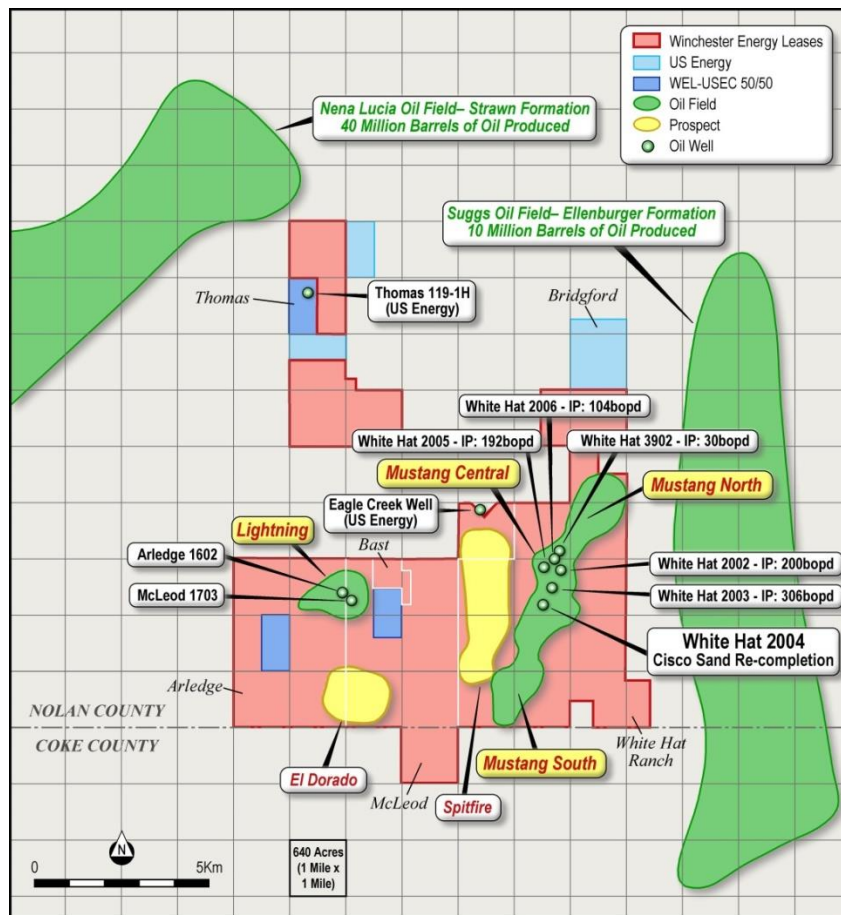 Winchester Energy Leases
US Energy
WEL-USEC 50/50
Oil Field
Prospect
Oil Well
Nena Lucia Oil Field– Strawn Formation
40 Million Barrels of Oil Produced
Suggs Oil Field– Ellenburger Formation
10 Million Barrels of Oil Produced
Thomas
Thomas 119-1H
(US Energy)
Bridgford
White Hat 2006 - IP: 104bopd
White Hat 2005 - IP: 192bopd
White Hat 3902 - IP: 30bopd
Mustang Central
Mustang North
Eagle Creek Well
(US Energy)
Lightning
Bast
Arledge 1602
McLeod 1703
White Hat 2002 - IP: 200bopd
White Hat 2003 - IP: 306bopd
White Hat 2004
Cisco Sand Re-completion
Arledge
NOLAN COUNTY
COKE COUNTY
White Hat
Ranch
Mustang South
El Dorado
McLeod
Spitfire
N
0
5Km
640 Acres
(1 Mile x
1 Mile)